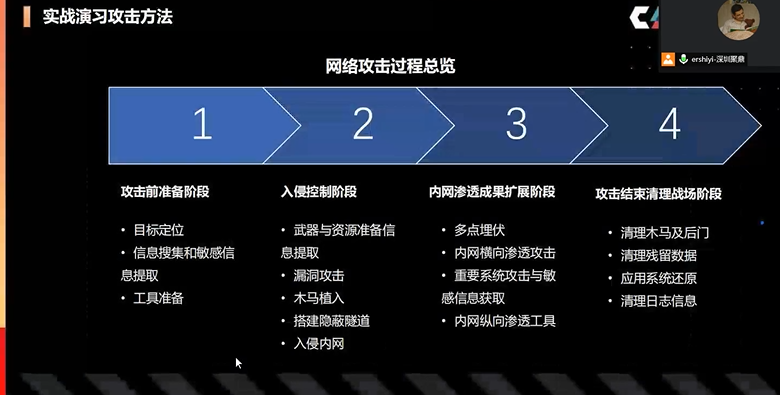 实战演习攻击方法
ershiyi-深圳聚鼎
网络攻击过程总览
1
2
3
4
攻击前准备阶段
• 目标定位
• 信息搜集和敏感信
息提取
• 工具准备
入侵控制阶段
• 武器与资源准备信
息提取
• 漏洞攻击
• 木马植入
• 搭建隐蔽隧道
• 入侵内网
内网渗透成果扩展阶段
• 多点埋伏
• 内网横向渗透攻击
• 重要系统攻击与敏
感信息获取
• 内网纵向渗透工具
攻击结束清理战场阶段
• 清理木马及后门
• 清理残留数据
• 应用系统还原
• 清理日志信息